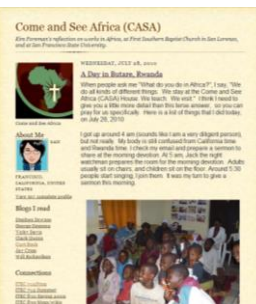 Come and See Africa (CASA)
Kim Foreman's reflection on works in Africa, at First Southern Baptist Church in San Lorenzo,
and at San Francisco State University.
WEDNESDAY, JULY 28, 2010
A Day in Butare, Rwanda
When people ask me "What do you do in Africa?", I say, "We
do all kinds of different things. We stay at the Come and See
Africa (CASA) House. We teach. We visit." I think I need to
give you a little more detail than this terse answer, so you can
pray for us specifically. Here is a list of things that I did today,
on July 28, 2010
I got up around 4 am (sounds like I am a very diligent person),
but not really. My body is still confused from California time
and Rwanda time. I check my email and prepare a sermon to
share at the morning devotion. At 5 am, Jack the night
watchman prepares the room for the morning devotion. Adults
usually sit on chairs, and children sit on the floor. Around 5:30
people start singing, I join them. It was my turn to give a
sermon this morning.
Come and See Africa
About Me
FRANCISCO,
CALIFORNIA, UNITED
STATES
View my complete profile
Blogs I read
Connections